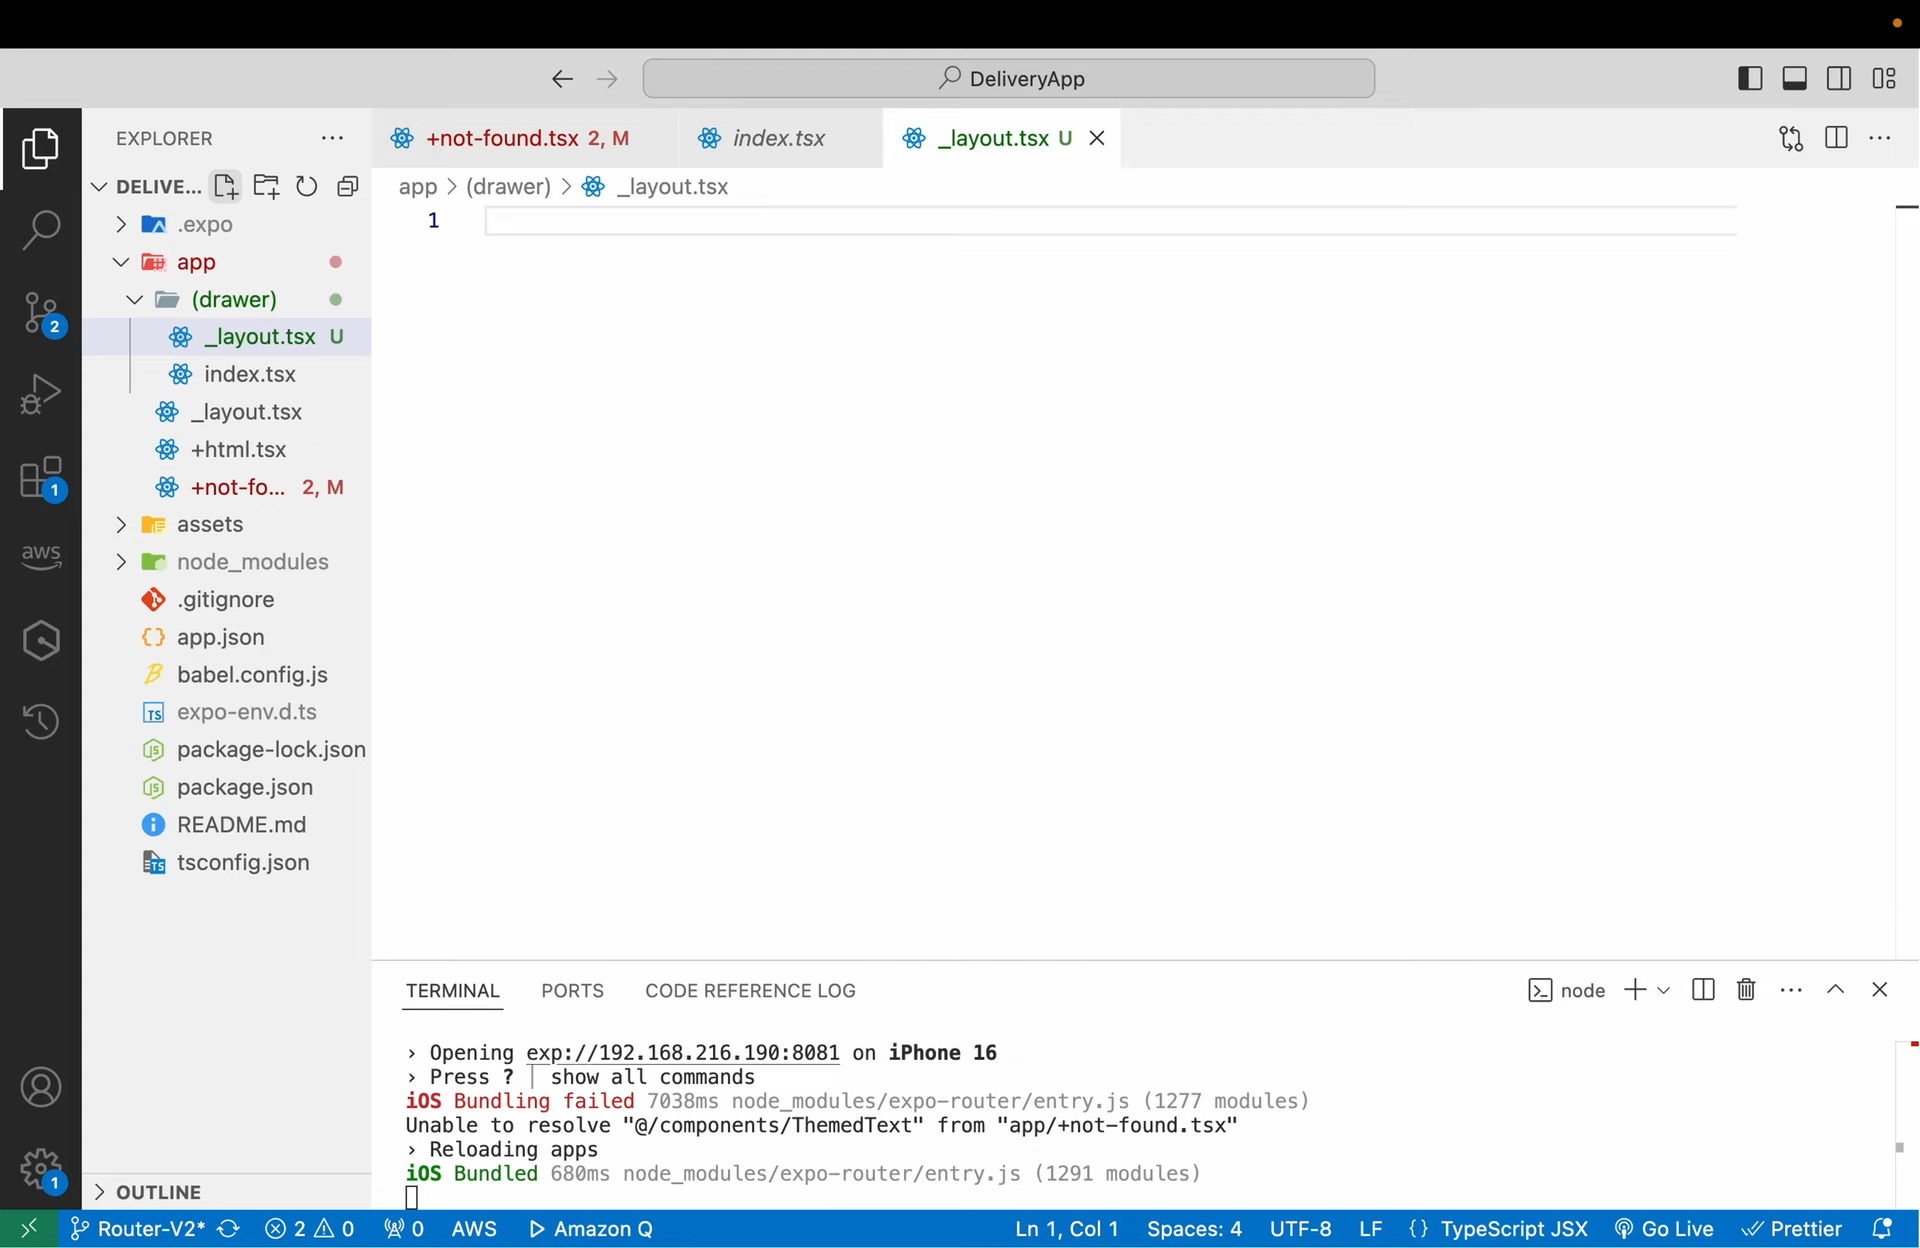 DeliveryApp
EXPLORER
+not-found.tsx 2, M
index.tsx
_layout.tsx U
DELIVE...
app > (drawer) > _layout.tsx
1
.expo
app
(drawer)
_layout.tsx U
index.tsx
_layout.tsx
+html.tsx
+not-fo... 2, M
assets
node_modules
.gitignore
app.json
babel.config.js
expo-env.d.ts
package-lock.json
package.json
README.md
tsconfig.json
OUTLINE
2
1
aws
1
TERMINAL
PORTS
CODE REFERENCE LOG
node
› Opening exp://192.168.216.190:8081 on iPhone 16
› Press ? │ show all commands
iOS Bundling failed 7038ms node_modules/expo-router/entry.js (1277 modules)
Unable to resolve "@/components/ThemedText" from "app/+not-found.tsx"
› Reloading apps
iOS Bundled 680ms node_modules/expo-router/entry.js (1291 modules)
Router-V2* 2 0 0 AWS Amazon Q Ln 1, Col 1 Spaces: 4 UTF-8 LF {} TypeScript JSX Go Live Prettier